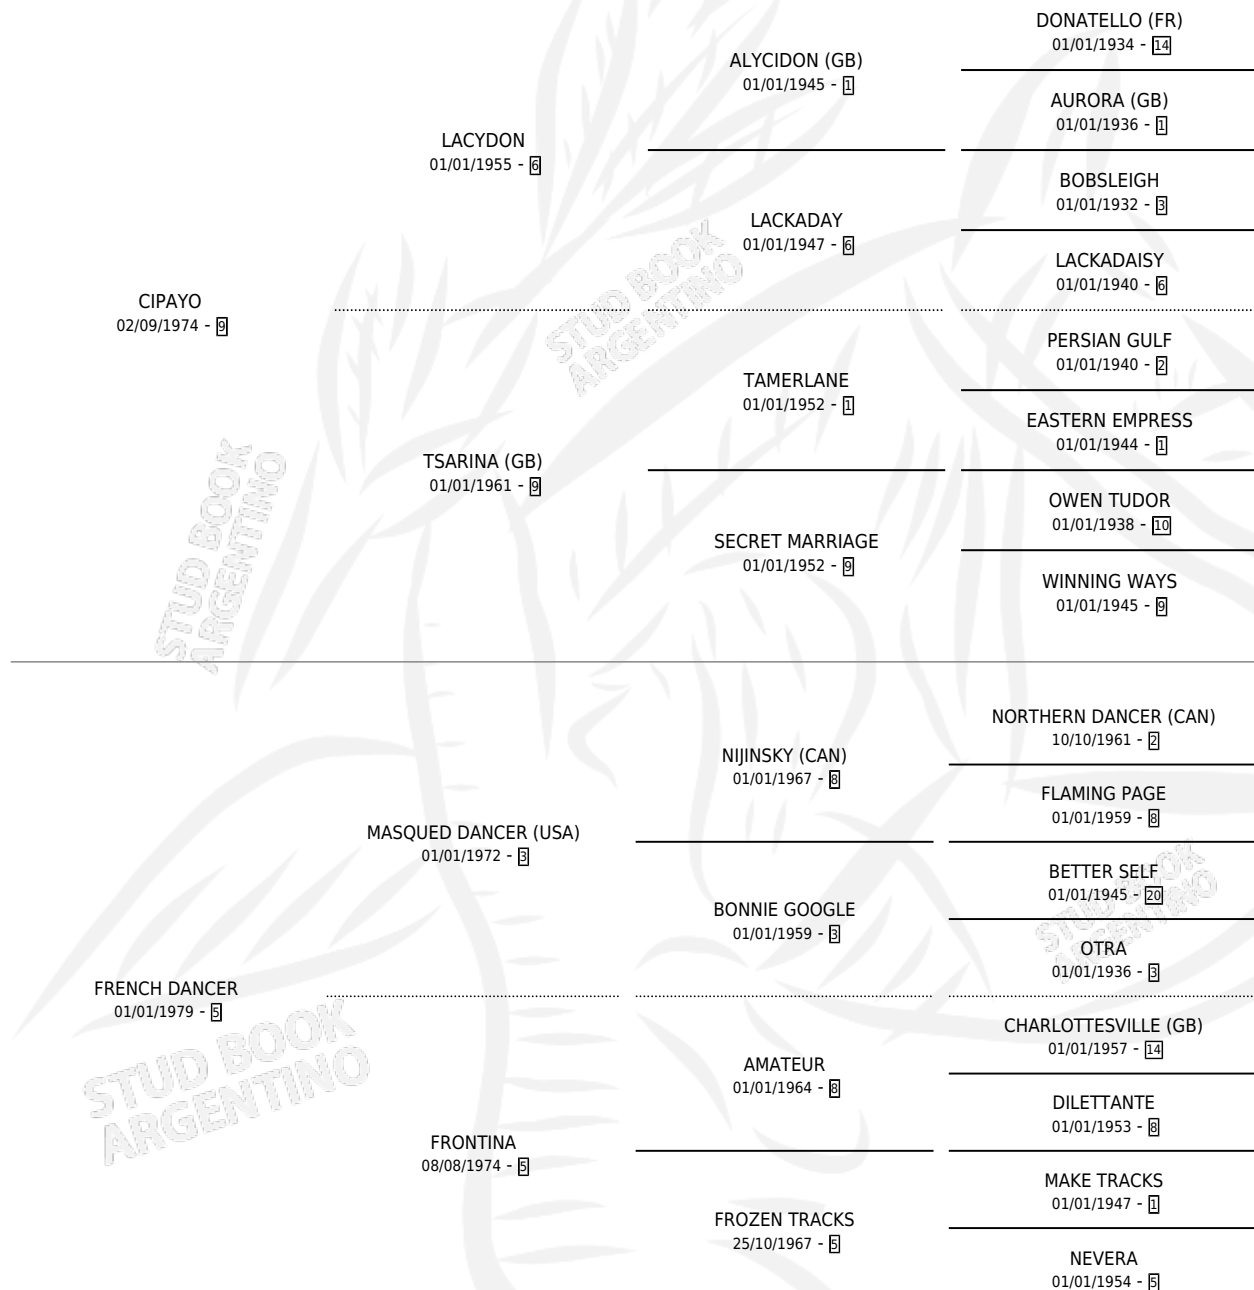 DONATELLO (FR)
01/01/1934 - 14
ALYCIDON (GB)
01/01/1945 - 1
AURORA (GB)
01/01/1936 - 1
LACYDON
01/01/1955 - 6
BOBSLEIGH
01/01/1932 - 3
LACKADAY
01/01/1947 - 6
LACKADAISY
01/01/1940 - 6
CIPAYO
02/09/1974 - 9
PERSIAN GULF
01/01/1940 - 2
TAMERLANE
01/01/1952 - 1
EASTERN EMPRESS
01/01/1944 - 1
TSARINA (GB)
01/01/1961 - 9
OWEN TUDOR
01/01/1938 - 10
SECRET MARRIAGE
01/01/1952 - 9
WINNING WAYS
01/01/1945 - 9
NORTHERN DANCER (CAN)
10/10/1961 - 2
NIJINSKY (CAN)
01/01/1967 - 8
FLAMING PAGE
01/01/1959 - 8
MASQUED DANCER (USA)
01/01/1972 - 3
BETTER SELF
01/01/1945 - 20
BONNIE GOOGLE
01/01/1959 - 3
OTRA
01/01/1936 - 3
FRENCH DANCER
01/01/1979 - 5
CHARLOTTESVILLE (GB)
01/01/1957 - 14
AMATEUR
01/01/1964 - 8
DILETTANTE
01/01/1953 - 8
FRONTINA
08/08/1974 - 5
MAKE TRACKS
01/01/1947 - 1
FROZEN TRACKS
25/10/1967 - 5
NEVERA
01/01/1954 - 5
STUD BOOK
ARGENTINO
STUD BOOK
ARGENTINO
STUD BOOK
ARGENTINO
STUD BOOK
ARGENTINO